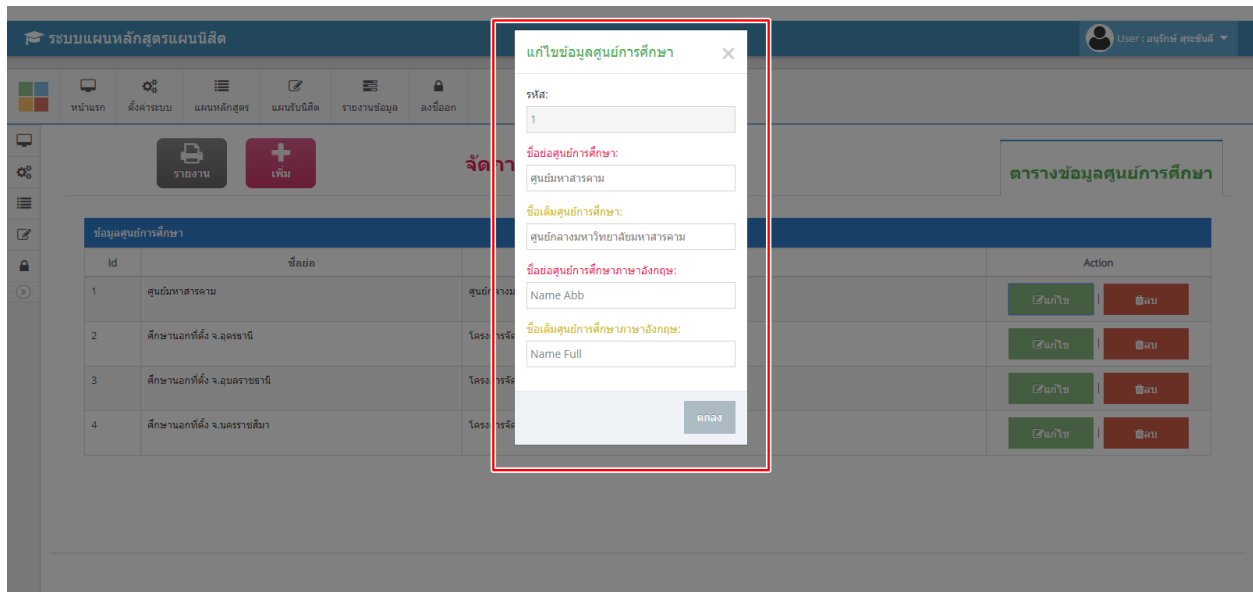 ระบบแผนหลักสูตรแผนนิสิต
User : อนุรักษ์ สุระขันติ์
หน้าแรก
ตั้งค่าระบบ
แผนหลักสูตร
แผนรับนิสิต
รายงานข้อมูล
ลงชื่ออก
รายงาน
เพิ่ม
ตารางข้อมูลศูนย์การศึกษา
แก้ไขข้อมูลศูนย์การศึกษา
รหัส:
1
ชื่อย่อศูนย์การศึกษา:
ศูนย์มหาสารคาม
ชื่อเต็มศูนย์การศึกษา:
ศูนย์กลางมหาวิทยาลัยมหาสารคาม
ชื่อย่อศูนย์การศึกษาภาษาอังกฤษ:
Name Abb
ชื่อเต็มศูนย์การศึกษาภาษาอังกฤษ:
Name Full
ตกลง
ข้อมูลศูนย์การศึกษา
Id ชื่อย่อ Action
1 ศูนย์มหาสารคาม แก้ไข | ลบ
2 ศึกษานอกที่ตั้ง จ.อุดรธานี แก้ไข | ลบ
3 ศึกษานอกที่ตั้ง จ.อุบลราชธานี แก้ไข | ลบ
4 ศึกษานอกที่ตั้ง จ.นครราชสีมา แก้ไข | ลบ